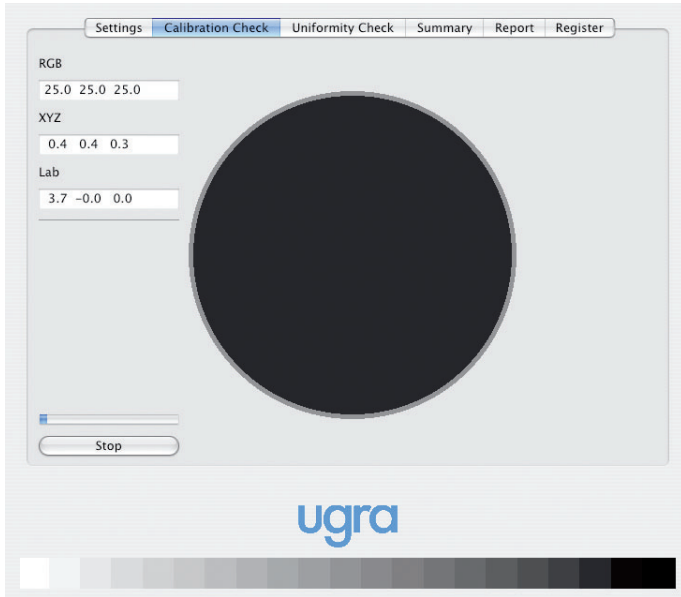 Settings Calibration Check Uniformity Check Summary Report Register
RGB
25.0 25.0 25.0
XYZ
0.4 0.4 0.3
Lab
3.7 -0.0 0.0
Stop
ugra